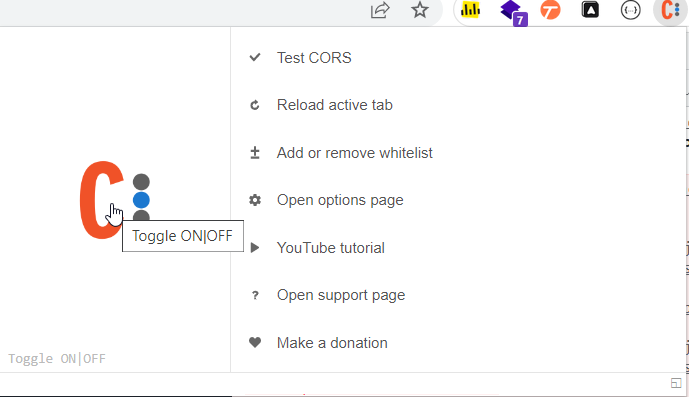 7
Test CORS
Reload active tab
Add or remove whitelist
Open options page
Toggle ON|OFF
YouTube tutorial
Open support page
Make a donation
Toggle ON|OFF